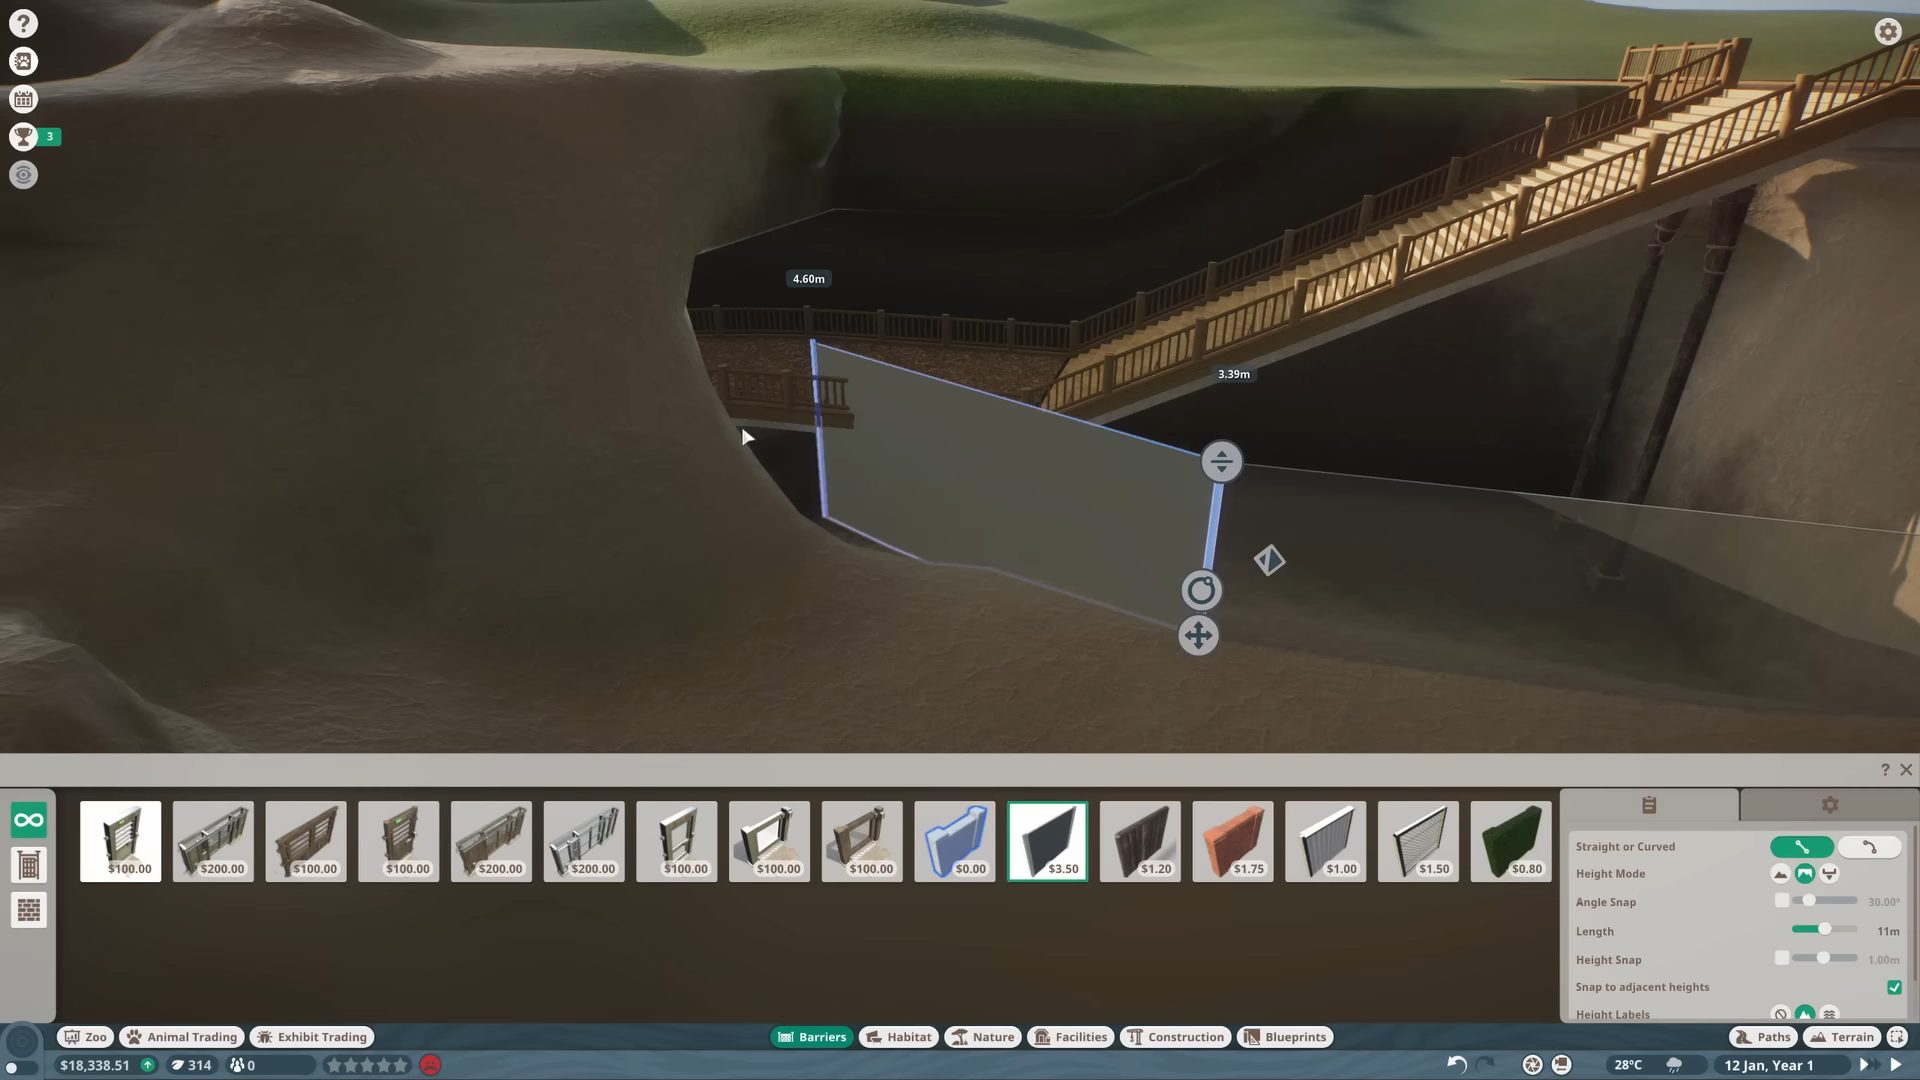 ?
3
4.60m
3.39m
?
$100.00
$200.00
$100.00
$100.00
$200.00
$200.00
$100.00
$100.00
$100.00
$0.00
$3.50
$1.20
$1.75
$1.00
$1.50
$0.80
Straight or Curved
Height Mode
Angle Snap 30.00°
Length 11m
Height Snap 1.00m
Snap to adjacent heights
Height Labels
Zoo Animal Trading Exhibit Trading Barriers Habitat Nature Facilities Construction Blueprints Paths Terrain
$18,338.51 314 0 28°C 12 Jan, Year 1